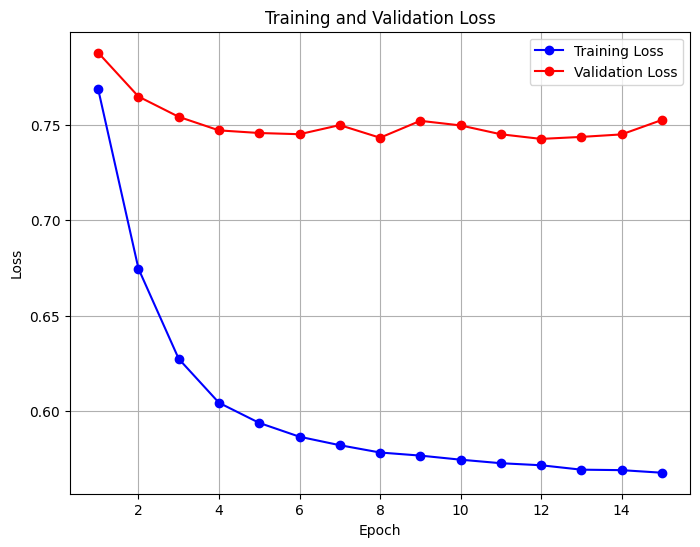 Training and Validation Loss
Training Loss
Validation Loss
0.75
0.70
0.65
0.60
Loss
2 4 6 8 10 12 14
Epoch